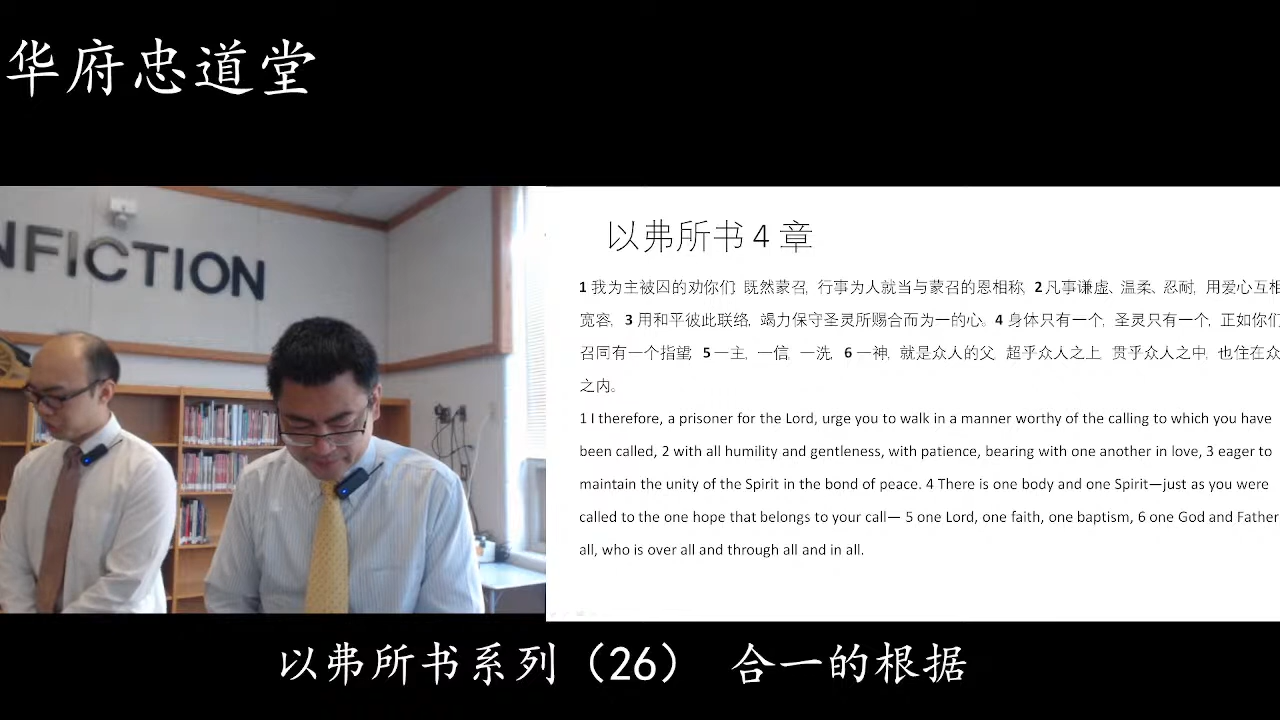 华府忠道堂
NFICTION
以弗所书 4 章
1 我为主被囚的劝你们 既然蒙召, 行事为人就当与蒙召的恩相称, 2 凡事谦虚、温柔、忍耐, 用爱心互相
宽容, 3 用和平彼此联络, 竭力保守圣灵所赐合而为一的心。 4 身体只有一个, 圣灵只有一个,
召同有一个指望, 一主, 一信, 一洗, 6 一神, 就是众人的父, 超乎众人之上, 贯乎众人之中,
之内。
1 I therefore, a prisoner for the Lord, urge you to walk in a manner worthy of the calling to which you have
been called, 2 with all humility and gentleness, with patience, bearing with one another in love, 3 eager to
maintain the unity of the Spirit in the bond of peace. 4 There is one body and one Spirit—just as you were
called to the one hope that belongs to your call— 5 one Lord, one faith, one baptism, 6 one God and Father
all, who is over all and through all and in all.
以弗所书系列（26） 合一的根据